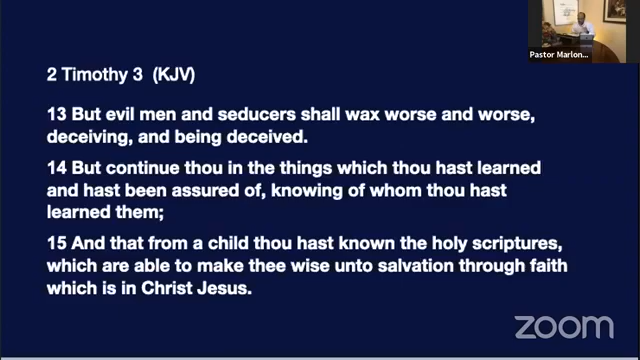 Pastor Marlon...
2 Timothy 3 (KJV)
13 But evil men and seducers shall wax worse and worse,
deceiving, and being deceived.
14 But continue thou in the things which thou hast learned
and hast been assured of, knowing of whom thou hast
learned them;
15 And that from a child thou hast known the holy scriptures,
which are able to make thee wise unto salvation through faith
which is in Christ Jesus.
zoom